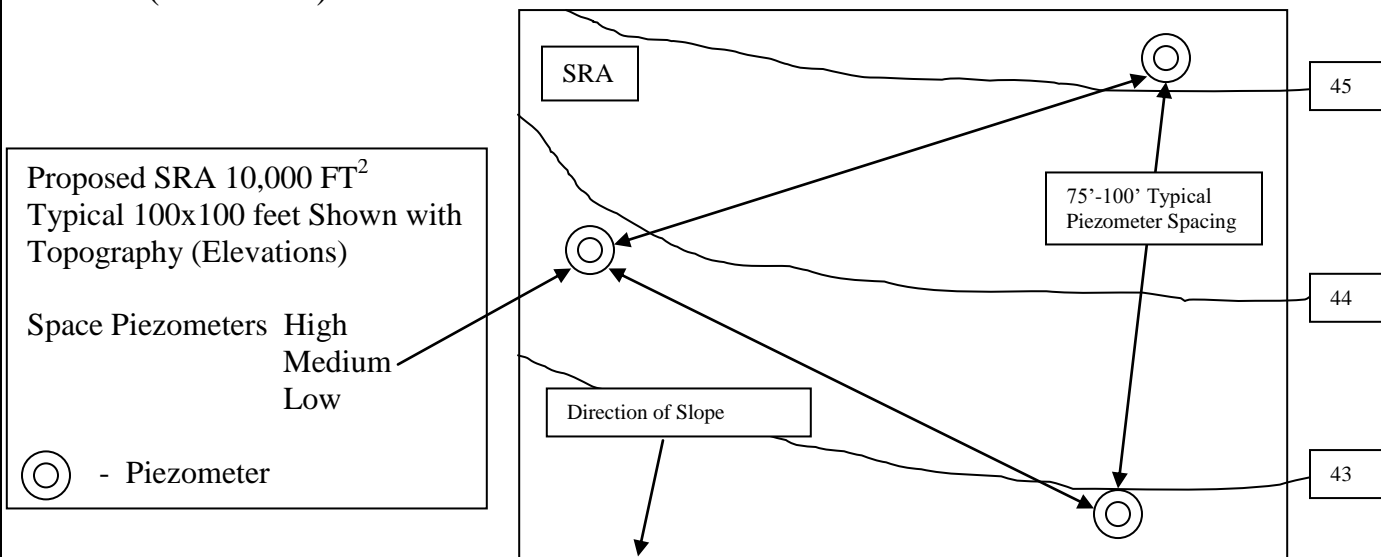 SRA
45
Proposed SRA 10,000 FT²
Typical 100x100 feet Shown with
Topography (Elevations)
75’-100’ Typical
Piezometer Spacing
44
Space Piezometers High
Medium
Low
Direction of Slope
- Piezometer
43